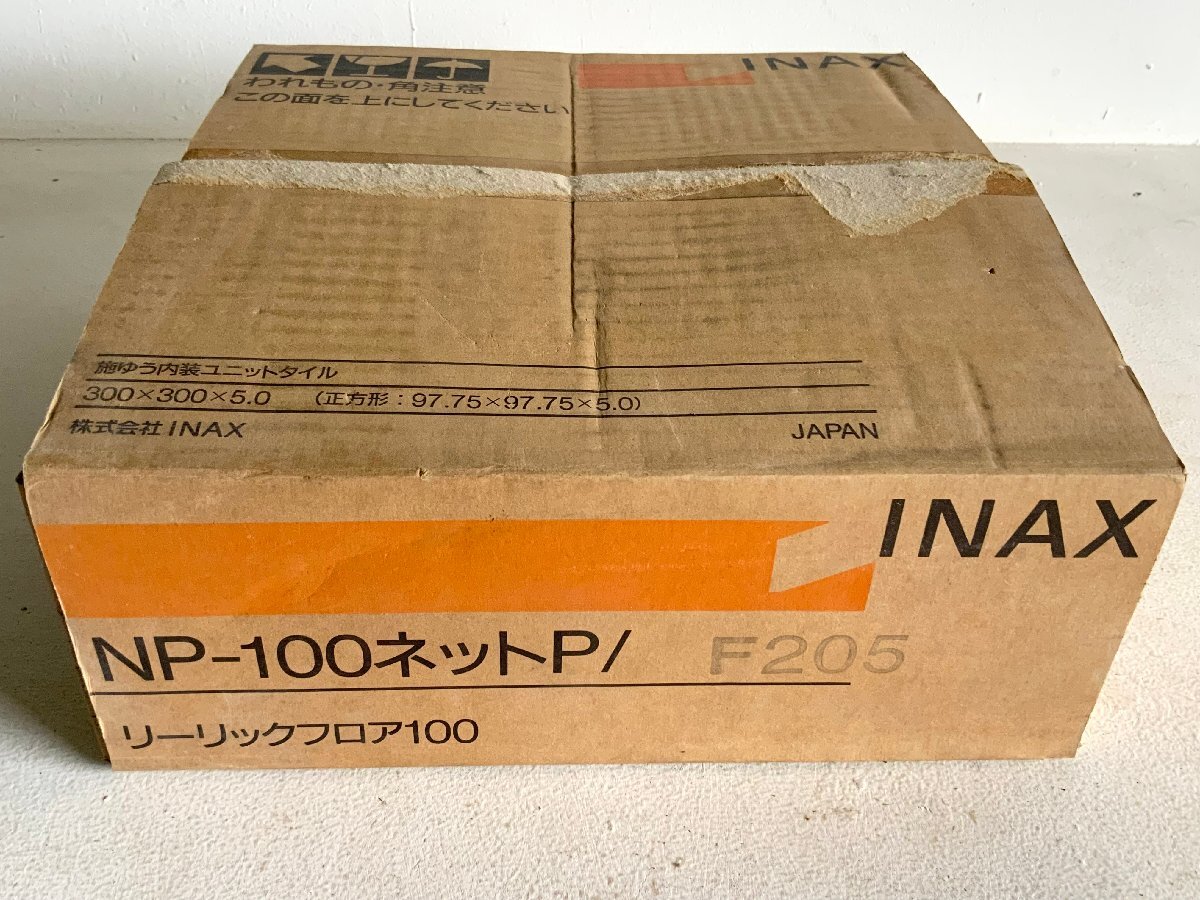 INAX
われもの・角注意
この面を上にしてください
施ゆう内装ユニットタイル
300×300×5.0 (正方形:97.75×97.75×5.0)
株式会社INAX JAPAN
INAX
NP-100ネットP/ F205
リーリックフロア100